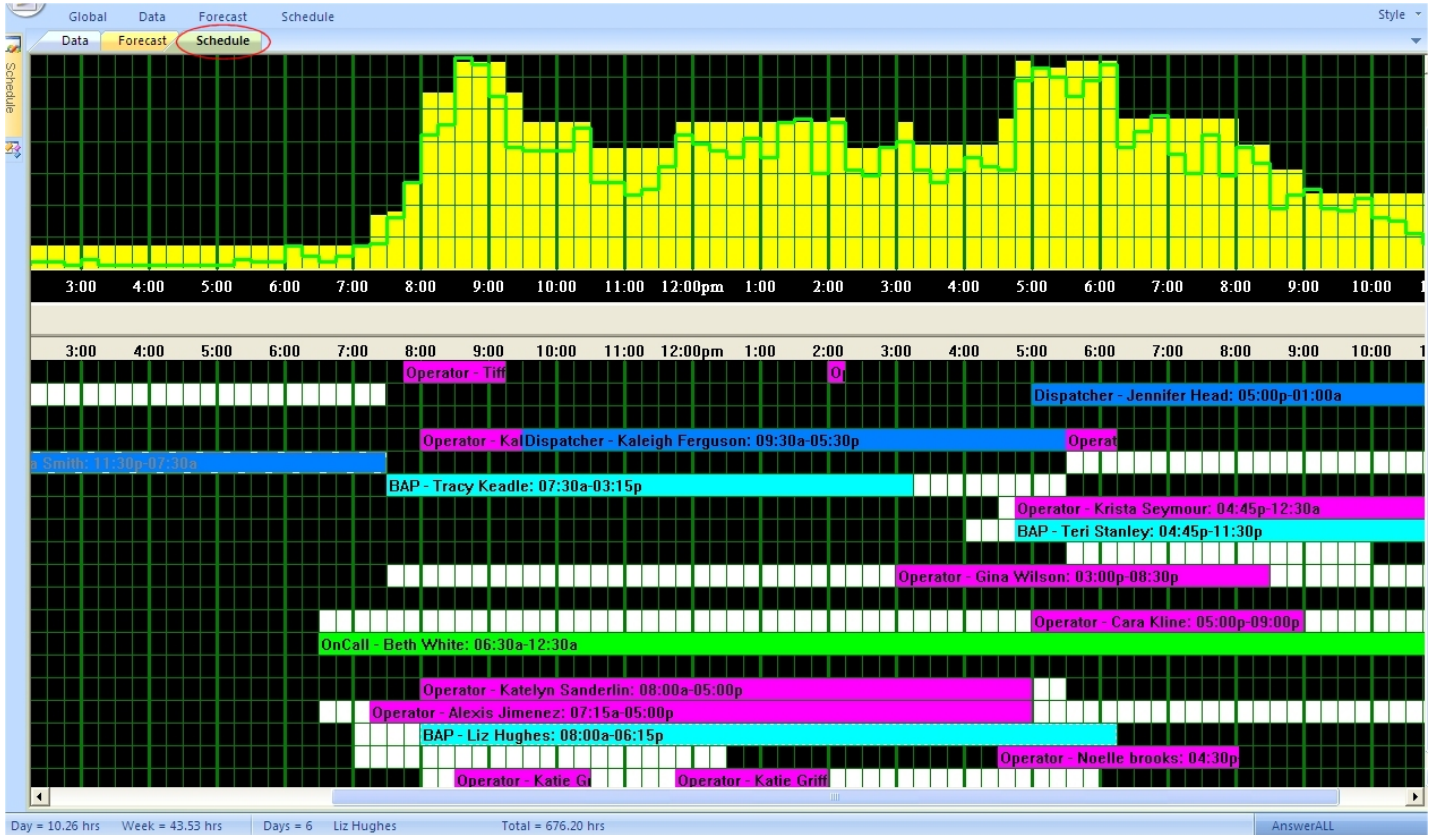 Global Data Forecast Schedule Style
Data Forecast Schedule
Schedule
3:00 4:00 5:00 6:00 7:00 8:00 9:00 10:00 11:00 12:00pm 1:00 2:00 3:00 4:00 5:00 6:00 7:00 8:00 9:00 10:00 1
3:00 4:00 5:00 6:00 7:00 8:00 9:00 10:00 11:00 12:00pm 1:00 2:00 3:00 4:00 5:00 6:00 7:00 8:00 9:00 10:00 1
Operator - Tiff
Dispatcher - Jennifer Head: 05:00p-01:00a
Operator - Kal Dispatcher - Kaleigh Ferguson: 09:30a-05:30p Operat
a Smith: 11:30p-07:30a
BAP - Tracy Keadle: 07:30a-03:15p
Operator - Krista Seymour: 04:45p-12:30a
BAP - Teri Stanley: 04:45p-11:30p
Operator - Gina Wilson: 03:00p-08:30p
Operator - Cara Kline: 05:00p-09:00p
OnCall - Beth White: 06:30a-12:30a
Operator - Katelyn Sanderlin: 08:00a-05:00p
Operator - Alexis Jimenez: 07:15a-05:00p
BAP - Liz Hughes: 08:00a-06:15p
Operator - Noelle brooks: 04:30p
Operator - Katie Gr Operator - Katie Griff
Day = 10.26 hrs Week = 43.53 hrs Days = 6 Liz Hughes Total = 676.20 hrs AnswerALL